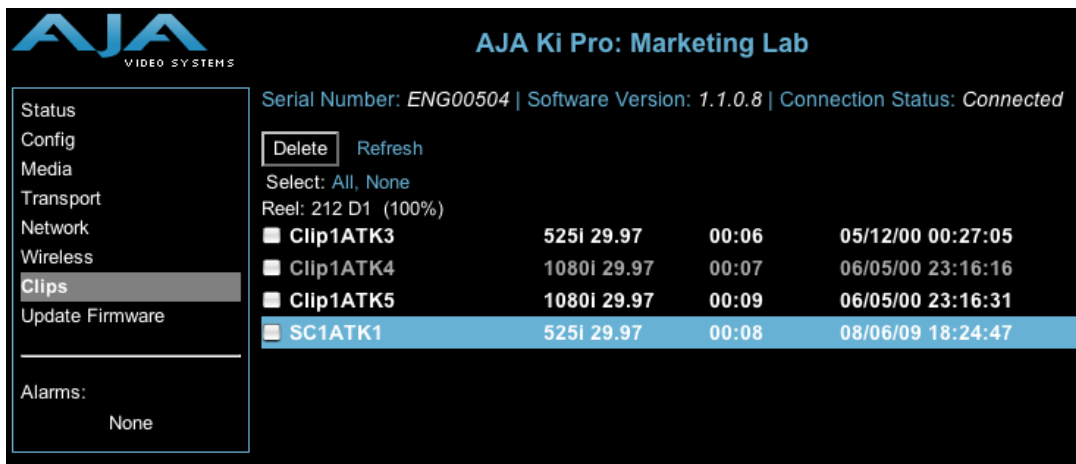 AJA
VIDEO SYSTEMS
AJA Ki Pro: Marketing Lab
Status
Config
Media
Transport
Network
Wireless
Clips
Update Firmware
Alarms:
None
Serial Number: ENG00504 | Software Version: 1.1.0.8 | Connection Status: Connected
Delete Refresh
Select: All, None
Reel: 212 D1 (100%)
Clip1ATK3 525i 29.97 00:06 05/12/00 00:27:05
Clip1ATK4 1080i 29.97 00:07 06/05/00 23:16:16
Clip1ATK5 1080i 29.97 00:09 06/05/00 23:16:31
SC1ATK1 525i 29.97 00:08 08/06/09 18:24:47